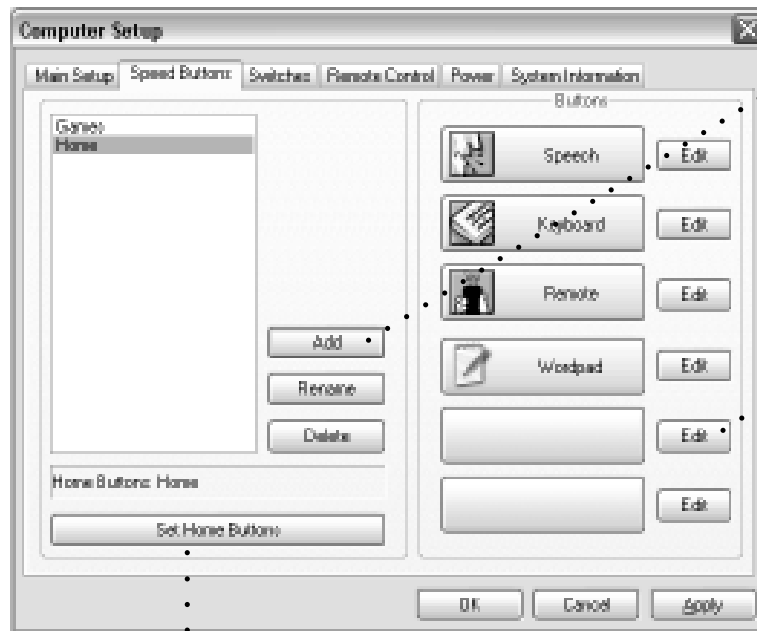 Computer Setup
Main Setup Speed Buttons Switches Remote Control Power System Information
Games
Home
Add
Rename
Delete
Home Buttons: Home
Set Home Buttons
Buttons
Speech Edit
Keyboard Edit
Remote Edit
Wordpad Edit
Edit
Edit
OK Cancel Apply